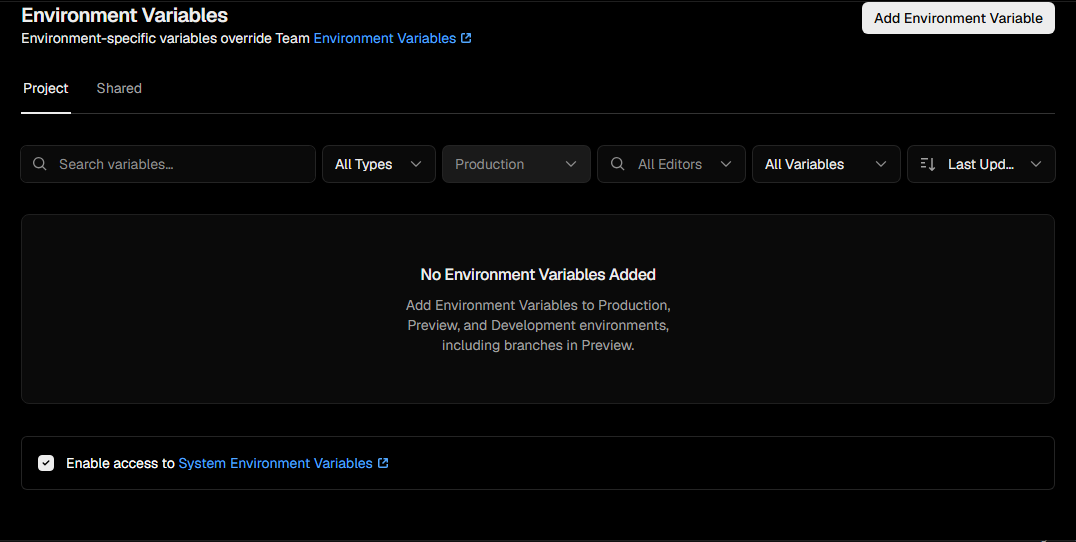 Environment Variables
Add Environment Variable
Environment-specific variables override Team Environment Variables
Project
Shared
Search variables...
All Types
Production
All Editors
All Variables
Last Upd...
No Environment Variables Added
Add Environment Variables to Production,
Preview, and Development environments,
including branches in Preview.
Enable access to System Environment Variables